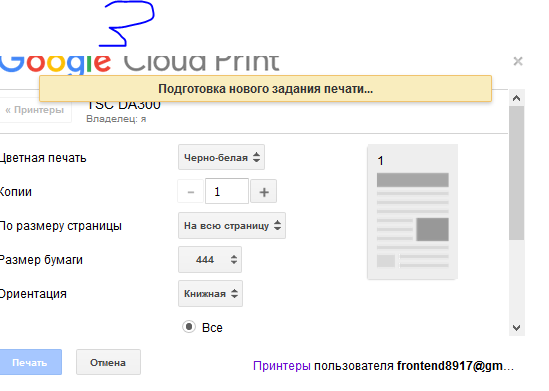 Google Cloud Print
×
Подготовка нового задания печати...
« Принтеры
TSC DA300
Владелец: я
Цветная печать
Черно-белая
Копии
- 1 +
По размеру страницы
На всю страницу
Размер бумаги
444
Ориентация
Книжная
Все
1
Печать
Отмена
Принтеры пользователя frontend8917@gm...